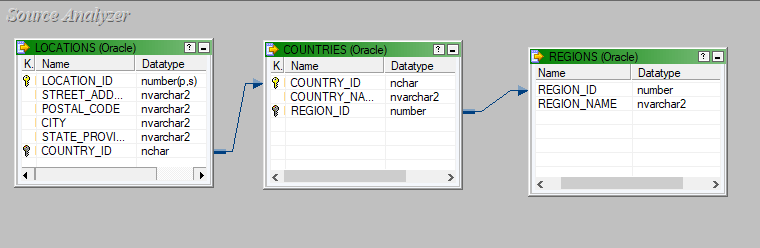 Source Analyzer
LOCATIONS (Oracle)
K. Name Datatype
LOCATION_ID number(p,s)
STREET_ADD... nvarchar2
POSTAL_CODE nvarchar2
CITY nvarchar2
STATE_PROVI... nvarchar2
COUNTRY_ID nchar
COUNTRIES (Oracle)
K. Name Datatype
COUNTRY_ID nchar
COUNTRY_NA... nvarchar2
REGION_ID number
REGIONS (Oracle)
Name Datatype
REGION_ID number
REGION_NAME nvarchar2